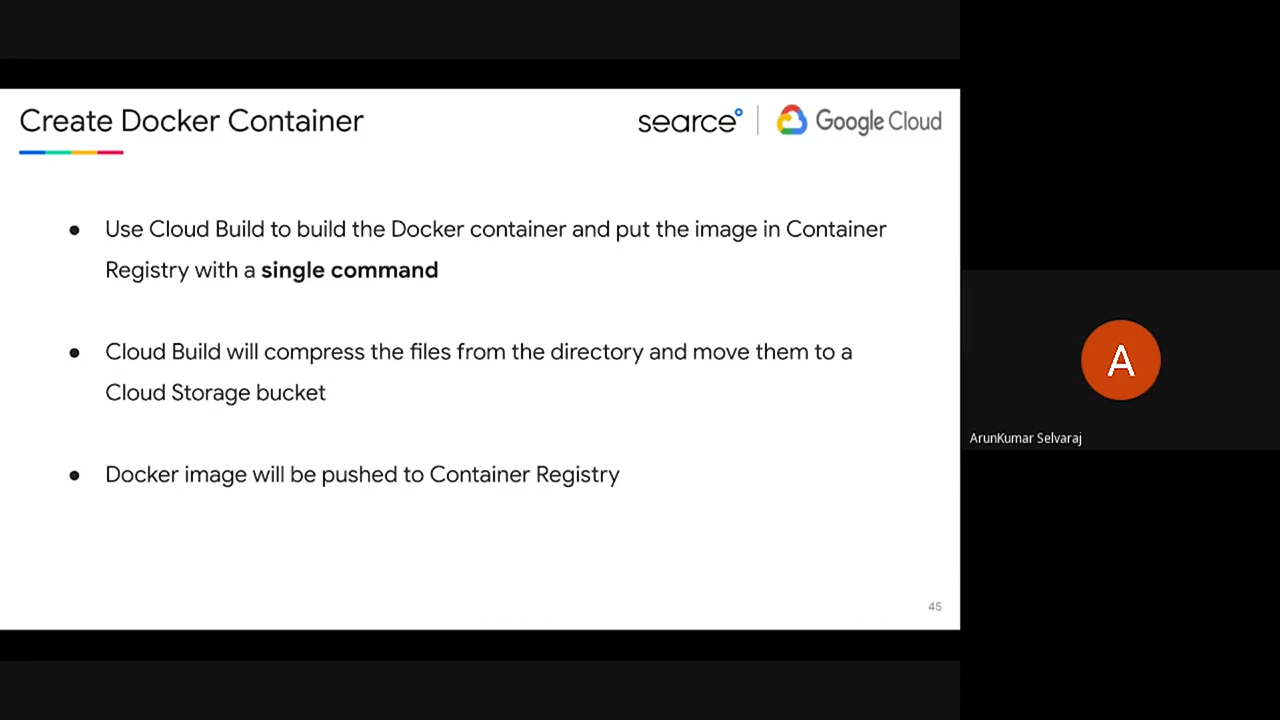 Create Docker Container
searce
Google Cloud
● Use Cloud Build to build the Docker container and put the image in Container
Registry with a single command
● Cloud Build will compress the files from the directory and move them to a
Cloud Storage bucket
● Docker image will be pushed to Container Registry
45
A
ArunKumar Selvaraj